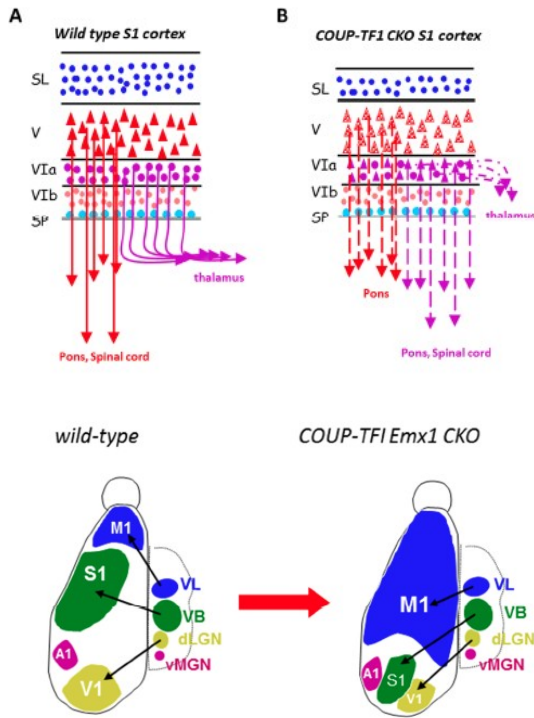 A
Wild type S1 cortex
SL
V
VIa
VIb
SP
thalamus
Pons, Spinal cord
B
COUP-TF1 CKO S1 cortex
SL
V
VIa
VIb
SP
thalamus
Pons
Pons, Spinal cord
wild-type
M1
S1
A1
V1
VL
VB
dLGN
vMGN
COUP-TFI Emx1 CKO
M1
A1
S1
V1
VL
VB
dLGN
vMGN